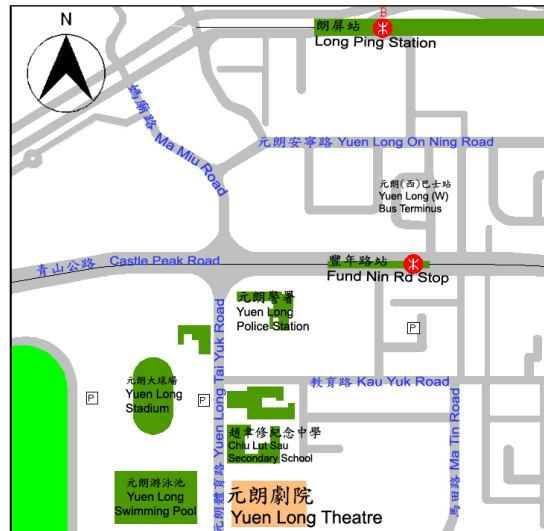 N
B
朗屏站
Long Ping Station
媽廟路 Ma Miu Road
元朗安寧路 Yuen Long On Ning Road
元朗(西)巴士站
Yuen Long (W)
Bus Terminus
青山公路 Castle Peak Road
豐年路站
Fund Nin Rd Stop
元朗警署
Yuen Long
Police Station
P
元朗體育路 Yuen Long Tai Yuk Road
教育路 Kau Yuk Road
元朗大球場
Yuen Long
Stadium
P
P
馬田路 Ma Tin Road
趙聿修紀念中學
Chiu Lut Sau
Secondary School
元朗游泳池
Yuen Long
Swimming Pool
元朗劇院
Yuen Long Theatre